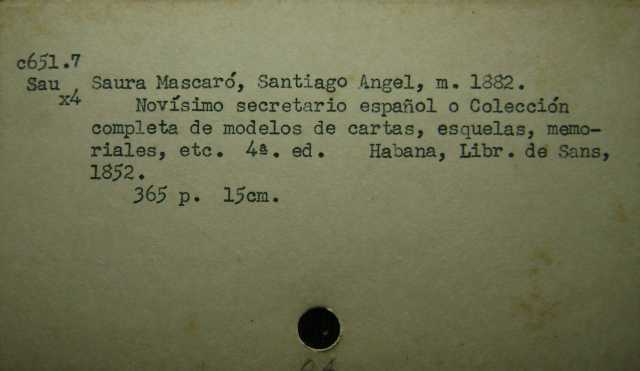 c651.7
Sau Saura Mascaró, Santiago Angel, m. 1882.
x4 Novísimo secretario español o Colección
completa de modelos de cartas, esquelas, memo-
riales, etc. 4ª. ed. Habana, Libr. de Sans,
1852.
365 p. 15cm.